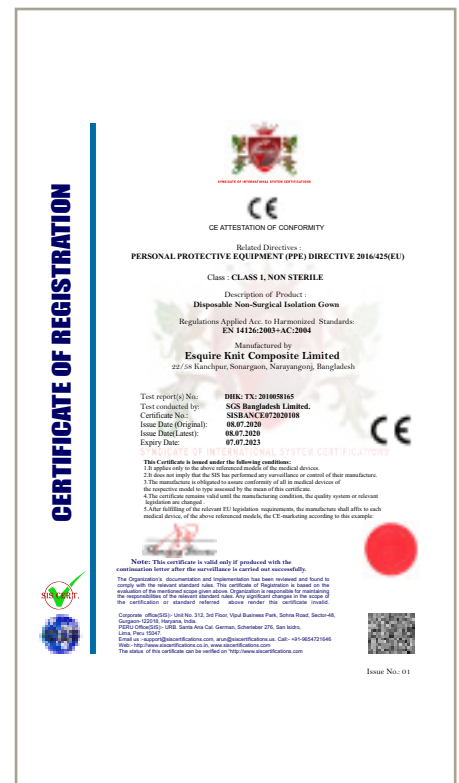 CERTIFICATE OF REGISTRATION
SYNDICATE OF INTERNATIONAL SYSTEM CERTIFICATIONS
CE
CE ATTESTATION OF CONFORMITY
Related Directives :
PERSONAL PROTECTIVE EQUIPMENT (PPE) DIRECTIVE 2016/425(EU)
Class : CLASS 1, NON STERILE
Description of Product :
Disposable Non-Surgical Isolation Gown
Regulations Applied Acc. to Harmonized Standards:
EN 14126:2003+AC:2004
Manufactured by
Esquire Knit Composite Limited
22/58 Kanchpur, Sonargaon, Narayangonj, Bangladesh
Test report(s) No. DHK: TX: 2010058165
Test conducted by: SGS Bangladesh Limited.
Certificate No.: SISBANCE072020108
Issue Date (Original): 08.07.2020
Issue Date(Latest): 08.07.2020
Expiry Date: 07.07.2023
CE
SYNDICATE OF INTERNATIONAL SYSTEM CERTIFICATIONS
This Certificate is issued under the following conditions:
1.It applies only to the above referenced models of the medical devices.
2.It does not imply that the SIS has performed any surveillance or control of their manufacture.
3.The manufacture is obligated to assure conformity of all in medical devices of
the respective model to type assessed by the mean of this certificate.
4.The certificate remains valid until the manufacturing condition, the quality system or relevant
legislation are changed .
5.After fulfilling of the relevant EU legislation requirements, the manufacture shall affix to each
medical device, of the above referenced models, the CE-marking according to this example
Note: This certificate is valid only if produced with the
continuation letter after the surveillance is carried out successfully.
The Organization's documentation and Implementation has been reviewed and found to
comply with the relevant standard rules. This certificate of Registration is based on the
evaluation of the mentioned scope given above. Organization is responsible for maintaining
the responsibilities of the relevant standard rules. Any significant changes in the scope of
the certification or standard referred above render this certificate invalid.
SIS CERT.
Corporate office(SIS):- Unit No. 312, 3rd Floor, Vipul Business Park, Sohna Road, Sector-48,
Gurgaon-122018, Haryana, India.
PERU Office(SIS):- URB. Santa Ana Cal. German, Scherieber 276, San Isidro,
Lima, Peru 15047.
Email us :-support@siscertifications.com, arun@siscertifications.us. Call:- +91-9654721646
Web:- http://www.siscertifications.co.in, www.siscertifications.com
The status of this certificate can be verified on "http://www.siscertifications.com
Issue No.: 01